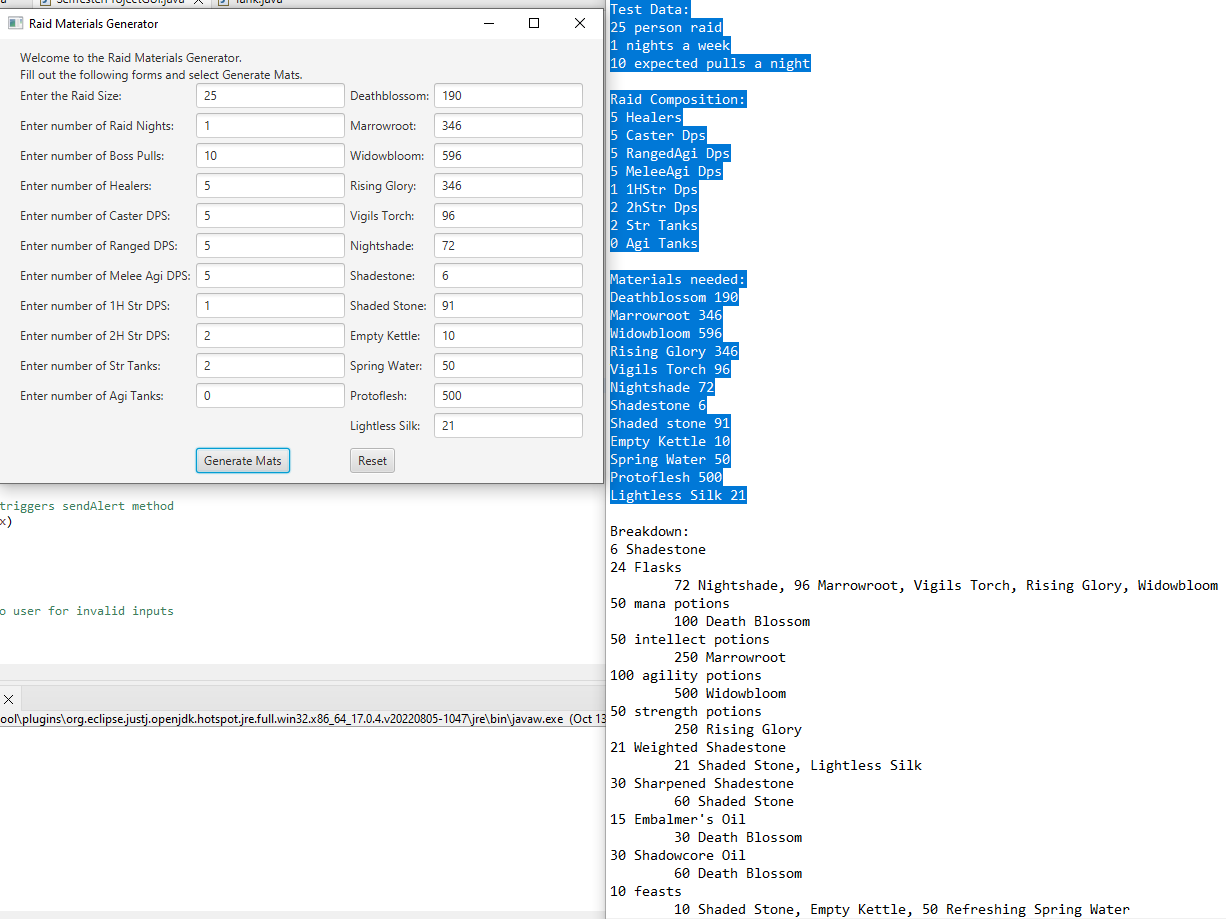 SemesterProjectGUI.java
Tank.java
Raid Materials Generator
Welcome to the Raid Materials Generator.
Fill out the following forms and select Generate Mats.
Enter the Raid Size: 25 Deathblossom: 190
Enter number of Raid Nights: 1 Marrowroot: 346
Enter number of Boss Pulls: 10 Widowbloom: 596
Enter number of Healers: 5 Rising Glory: 346
Enter number of Caster DPS: 5 Vigils Torch: 96
Enter number of Ranged DPS: 5 Nightshade: 72
Enter number of Melee Agi DPS: 5 Shadestone: 6
Enter number of 1H Str DPS: 1 Shaded Stone: 91
Enter number of 2H Str DPS: 2 Empty Kettle: 10
Enter number of Str Tanks: 2 Spring Water: 50
Enter number of Agi Tanks: 0 Protoflesh: 500
Lightless Silk: 21
Generate Mats Reset
triggers sendAlert method
x)
o user for invalid inputs
ool\plugins\org.eclipse.justj.openjdk.hotspot.jre.full.win32.x86_64_17.0.4.v20220805-1047\jre\bin\javaw.exe (Oct 13
Test Data:
25 person raid
1 nights a week
10 expected pulls a night
Raid Composition:
5 Healers
5 Caster Dps
5 RangedAgi Dps
5 MeleeAgi Dps
1 1HStr Dps
2 2hStr Dps
2 Str Tanks
0 Agi Tanks
Materials needed:
Deathblossom 190
Marrowroot 346
Widowbloom 596
Rising Glory 346
Vigils Torch 96
Nightshade 72
Shadestone 6
Shaded stone 91
Empty Kettle 10
Spring Water 50
Protoflesh 500
Lightless Silk 21
Breakdown:
6 Shadestone
24 Flasks
72 Nightshade, 96 Marrowroot, Vigils Torch, Rising Glory, Widowbloom
50 mana potions
100 Death Blossom
50 intellect potions
250 Marrowroot
100 agility potions
500 Widowbloom
50 strength potions
250 Rising Glory
21 Weighted Shadestone
21 Shaded Stone, Lightless Silk
30 Sharpened Shadestone
60 Shaded Stone
15 Embalmer's Oil
30 Death Blossom
30 Shadowcore Oil
60 Death Blossom
10 feasts
10 Shaded Stone, Empty Kettle, 50 Refreshing Spring Water